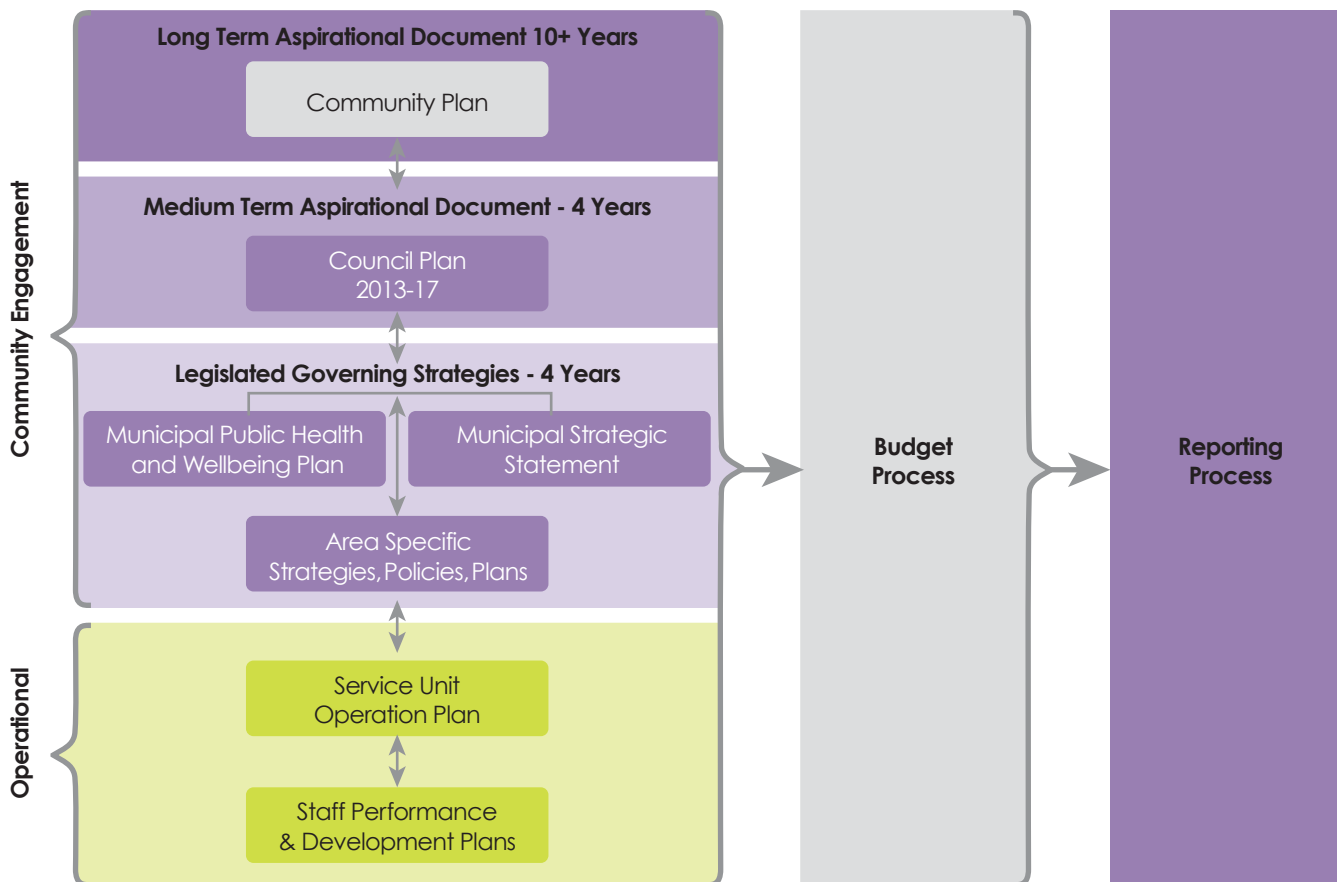 Community Engagement
Long Term Aspirational Document 10+ Years
Community Plan
Medium Term Aspirational Document - 4 Years
Council Plan
2013-17
Legislated Governing Strategies - 4 Years
Municipal Public Health
and Wellbeing Plan
Municipal Strategic
Statement
Area Specific
Strategies, Policies, Plans
Operational
Service Unit
Operation Plan
Staff Performance
& Development Plans
Budget
Process
Reporting
Process